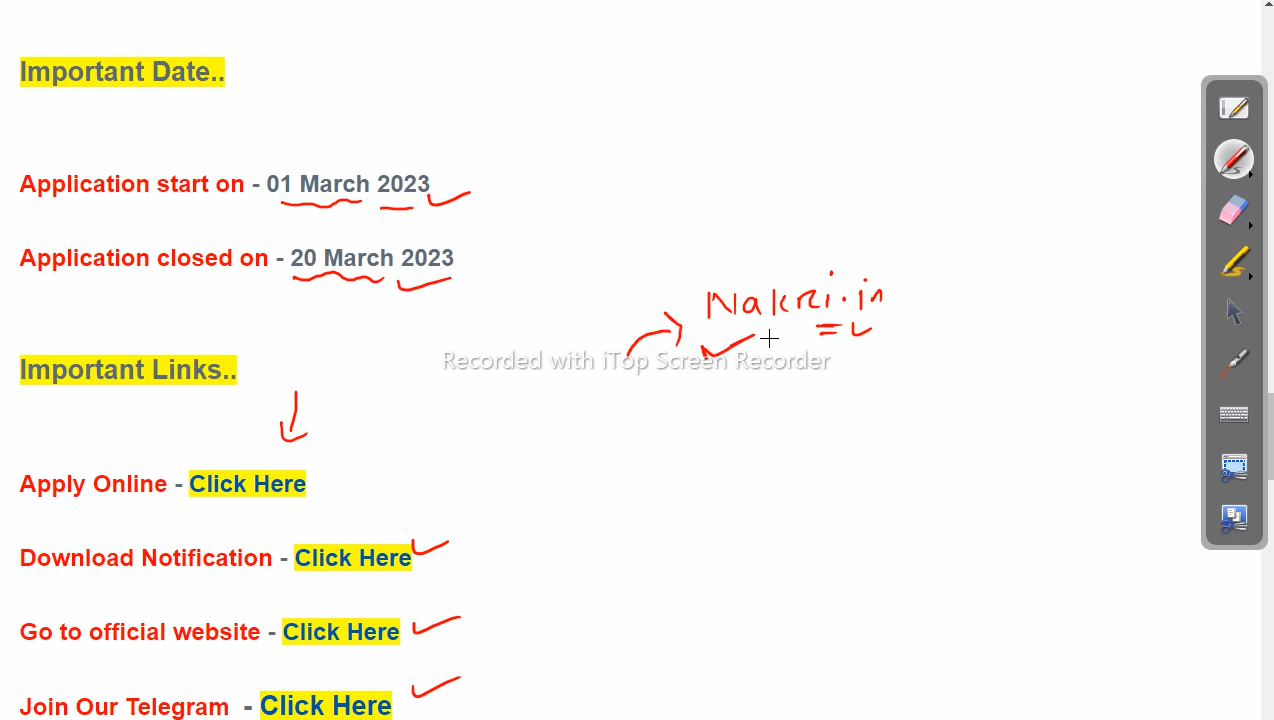 Important Date..
Application start on - 01 March 2023
Application closed on - 20 March 2023
Nakri.in
Recorded with iTop Screen Recorder
Important Links..
Apply Online - Click Here
Download Notification - Click Here
Go to official website - Click Here
Join Our Telegram - Click Here